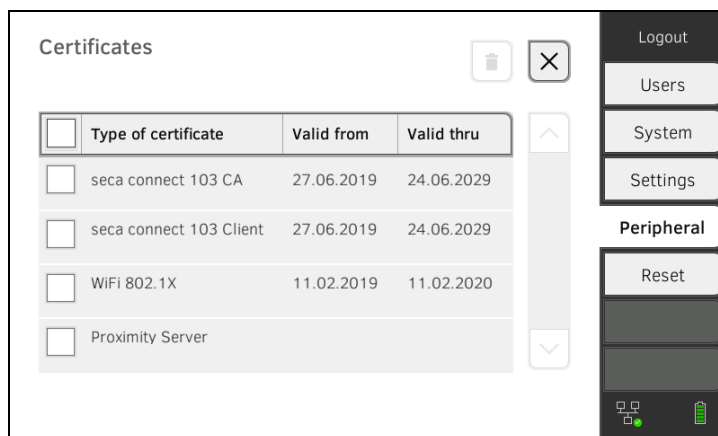 Certificates
Type of certificate Valid from Valid thru
seca connect 103 CA 27.06.2019 24.06.2029
seca connect 103 Client 27.06.2019 24.06.2029
WiFi 802.1X 11.02.2019 11.02.2020
Proximity Server
Logout
Users
System
Settings
Peripheral
Reset